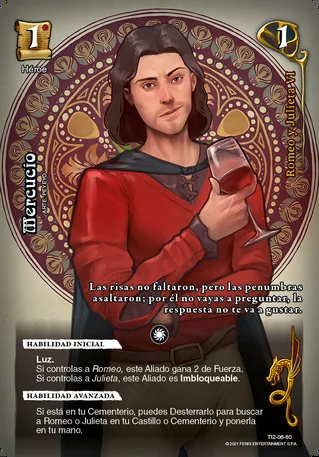 1
1
Héroe
Romeo y Julieta VI
Mercucio
Las risas no faltaron, pero las penumbras
asaltaron; por él no vayas a preguntar, la
respuesta no te va a gustar.
HABILIDAD INICIAL
Luz.
Si controlas a Romeo, este Aliado gana 2 de Fuerza.
Si controlas a Julieta, este Aliado es Imbloqueable.
HABILIDAD AVANZADA
Si está en tu Cementerio, puedes Desterrarlo para buscar
a Romeo o Julieta en tu Castillo o Cementerio y ponerla
en tu mano.
TI2-06-60
©2021 FENIX ENTERTAINMENT S.P.A.